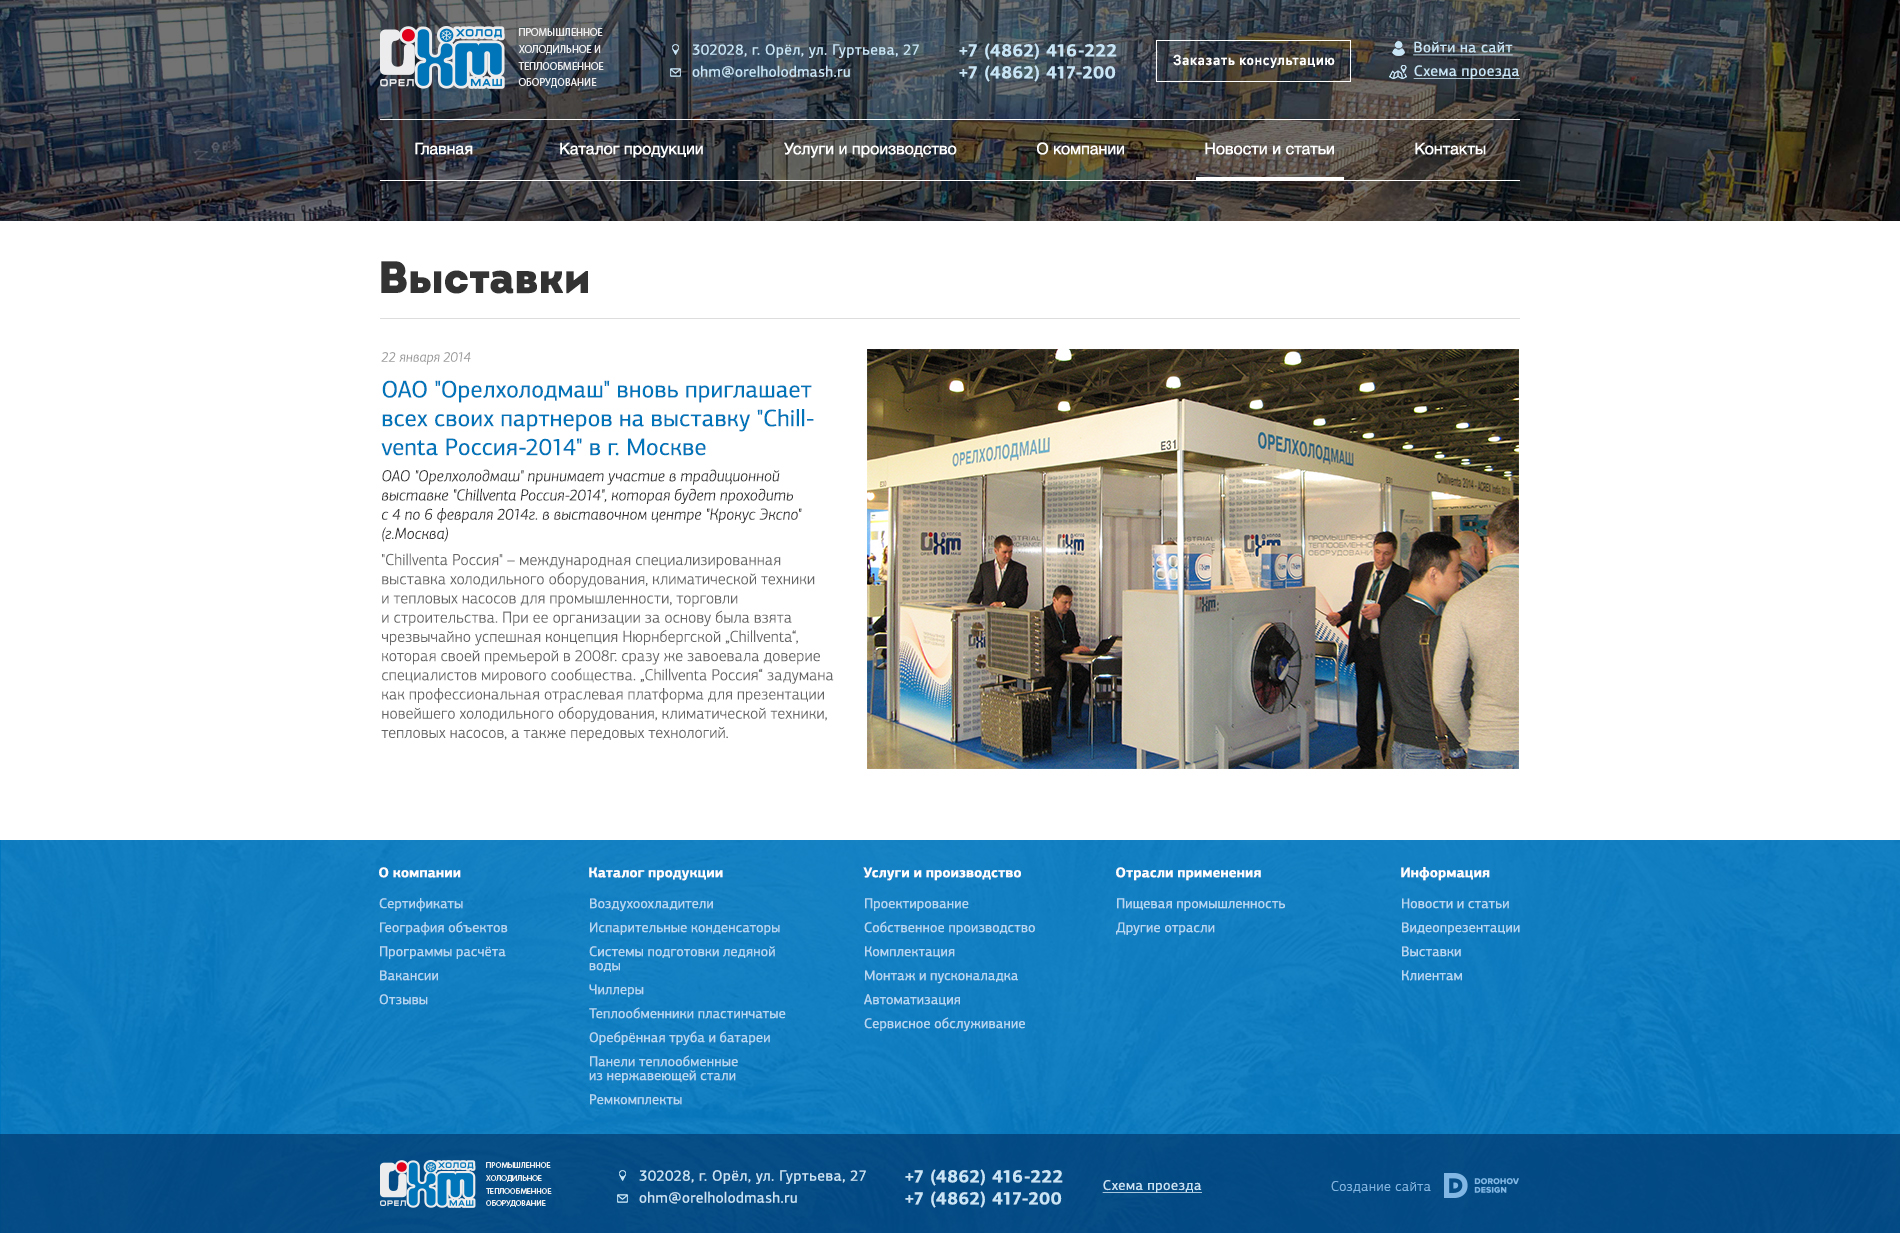 ХОЛОД
ОРЕЛ
МАШ
ПРОМЫШЛЕННОЕ
ХОЛОДИЛЬНОЕ И
ТЕПЛООБМЕННОЕ
ОБОРУДОВАНИЕ
302028, г. Орёл, ул. Гуртьева, 27
ohm@orelholodmash.ru
+7 (4862) 416-222
+7 (4862) 417-200
Заказать консультацию
Войти на сайт
Схема проезда
Главная
Каталог продукции
Услуги и производство
О компании
Новости и статьи
Контакты
Выставки
22 января 2014
ОАО "Орелхолодмаш" вновь приглашает
всех своих партнеров на выставку "Chill-
venta Россия-2014" в г. Москве
ОАО "Орелхолодмаш" принимает участие в традиционной
выставке "Chillventa Россия-2014", которая будет проходить
с 4 по 6 февраля 2014г. в выставочном центре "Крокус Экспо"
(г.Москва)
"Chillventa Россия" – международная специализированная
выставка холодильного оборудования, климатической техники
и тепловых насосов для промышленности, торговли
и строительства. При ее организации за основу была взята
чрезвычайно успешная концепция Нюрнбергской „Chillventa“,
которая своей премьерой в 2008г. сразу же завоевала доверие
специалистов мирового сообщества. „Chillventa Россия“ задумана
как профессиональная отраслевая платформа для презентации
новейшего холодильного оборудования, климатической техники,
тепловых насосов, а также передовых технологий.
ОРЕЛХОЛОДМАШ
E31
ОРЕЛХОЛОДМАШ
ПРОМЫШЛЕННОЕ
ТЕПЛООБМЕННОЕ
ОБОРУДОВАНИЕ
О компании
Сертификаты
География объектов
Программы расчёта
Вакансии
Отзывы
Каталог продукции
Воздухоохладители
Испарительные конденсаторы
Системы подготовки ледяной
воды
Чиллеры
Теплообменники пластинчатые
Оребрённая труба и батареи
Панели теплообменные
из нержавеющей стали
Ремкомплекты
Услуги и производство
Проектирование
Собственное производство
Комплектация
Монтаж и пусконаладка
Автоматизация
Сервисное обслуживание
Отрасли применения
Пищевая промышленность
Другие отрасли
Информация
Новости и статьи
Видеопрезентации
Выставки
Клиентам
ХОЛОД
ОРЕЛ
МАШ
ПРОМЫШЛЕННОЕ
ХОЛОДИЛЬНОЕ
ТЕПЛООБМЕННОЕ
ОБОРУДОВАНИЕ
302028, г. Орёл, ул. Гуртьева, 27
ohm@orelholodmash.ru
+7 (4862) 416-222
+7 (4862) 417-200
Схема проезда
Создание сайта
DOROHOV
DESIGN